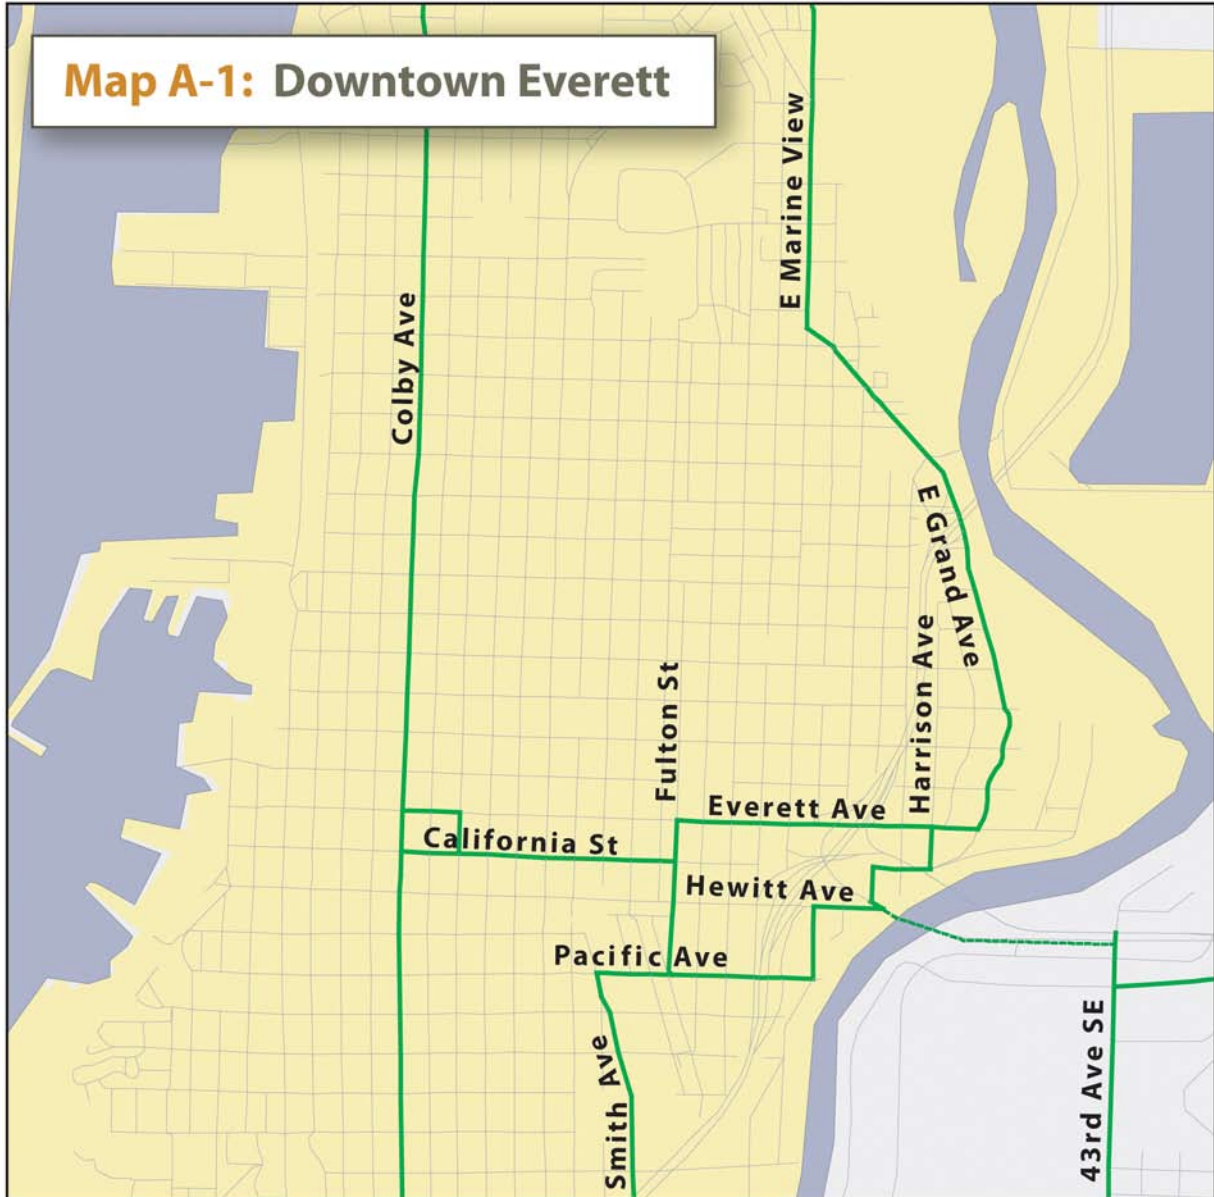 Map A-1: Downtown Everett
E Marine View
Colby Ave
E Grand Ave
Harrison Ave
Fulton St
Everett Ave
California St
Hewitt Ave
Pacific Ave
Smith Ave
43rd Ave SE